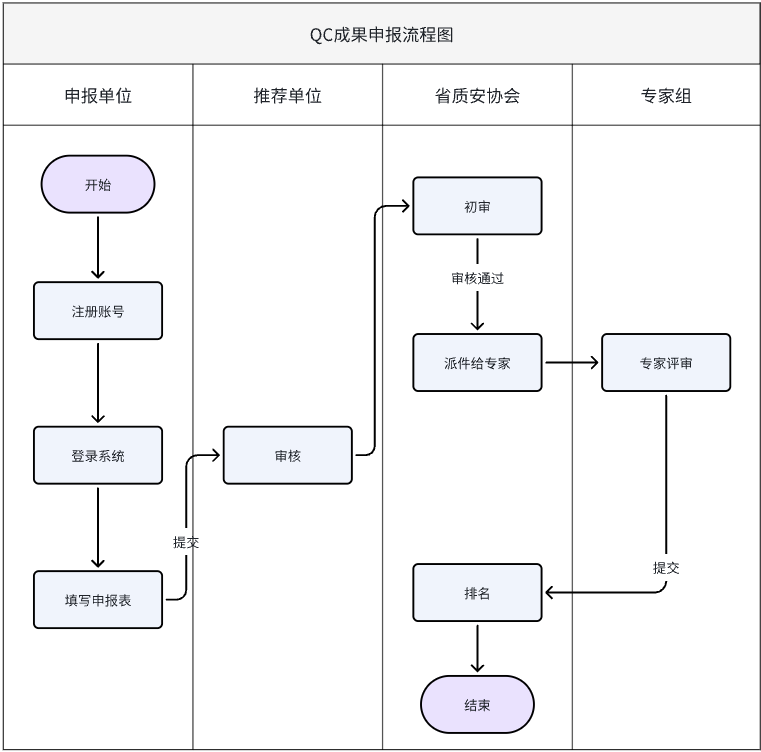 QC成果申报流程图
申报单位
推荐单位
省质安协会
专家组
开始
注册账号
登录系统
填写申报表
提交
审核
初审
审核通过
派件给专家
专家评审
提交
排名
结束